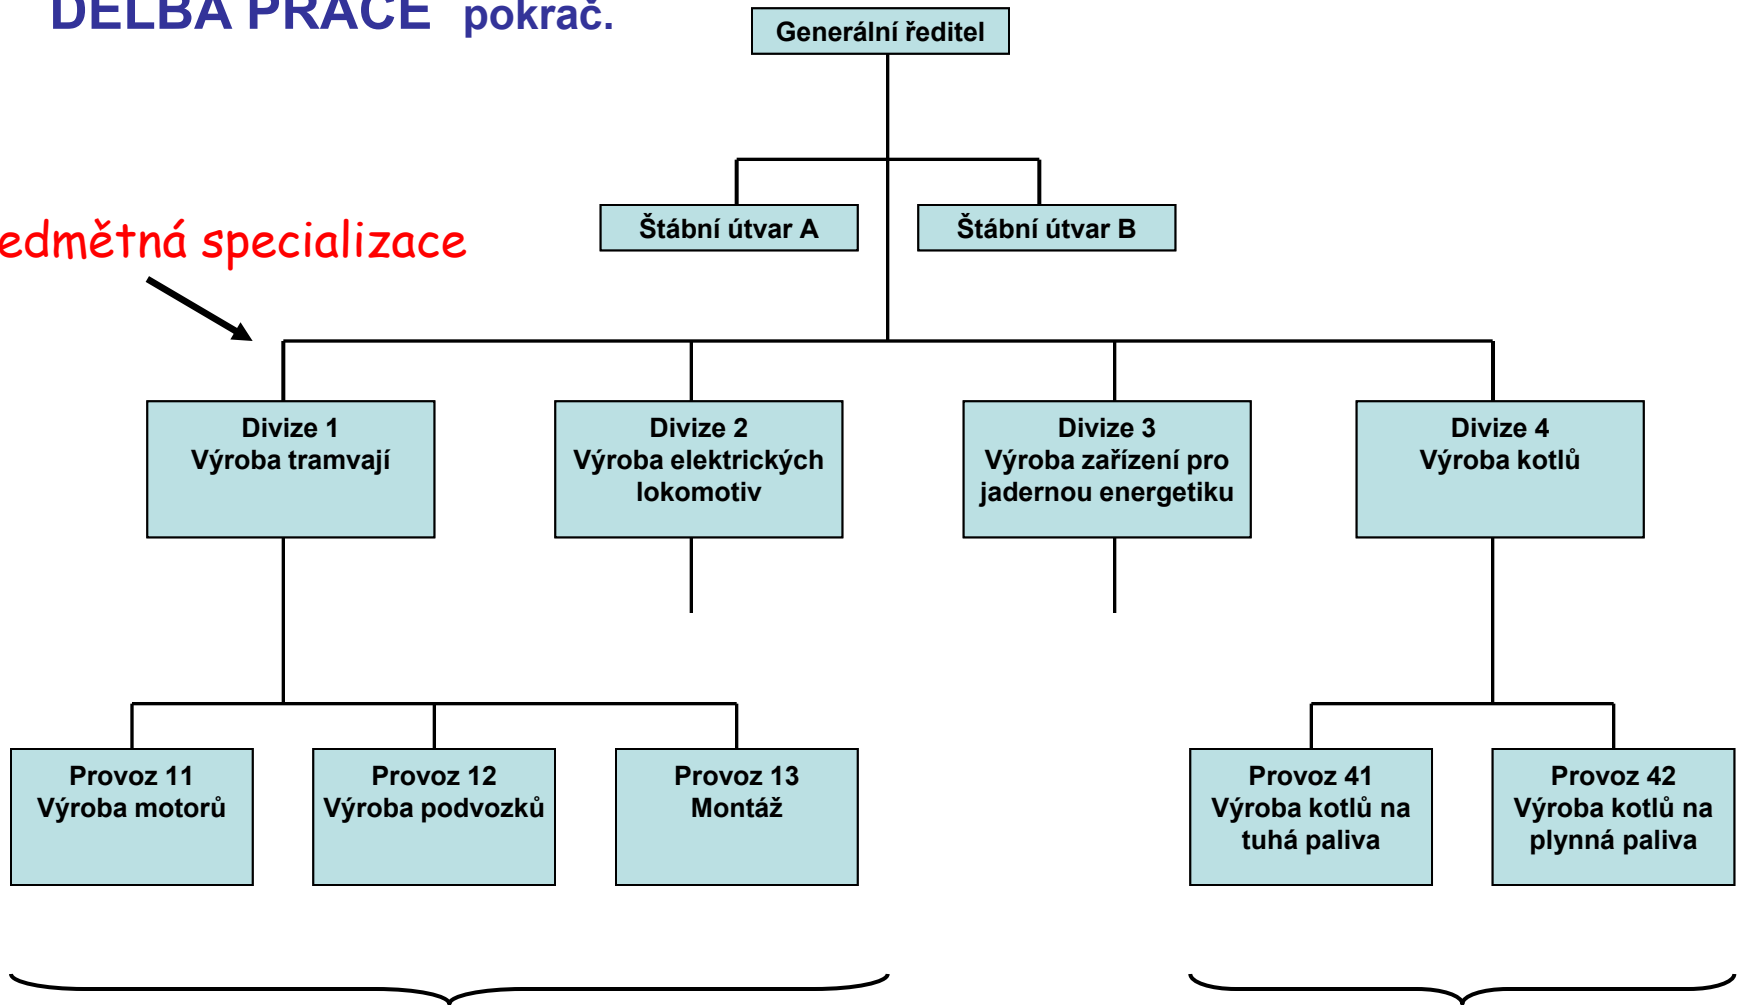 DĚLBA PRÁCE pokrač.
Generální ředitel
Štábní útvar A
Štábní útvar B
edmětná specializace
Divize 1
Výroba tramvají
Divize 2
Výroba elektrických
lokomotiv
Divize 3
Výroba zařízení pro
jadernou energetiku
Divize 4
Výroba kotlů
Provoz 11
Výroba motorů
Provoz 12
Výroba podvozků
Provoz 13
Montáž
Provoz 41
Výroba kotlů na
tuhá paliva
Provoz 42
Výroba kotlů na
plynná paliva